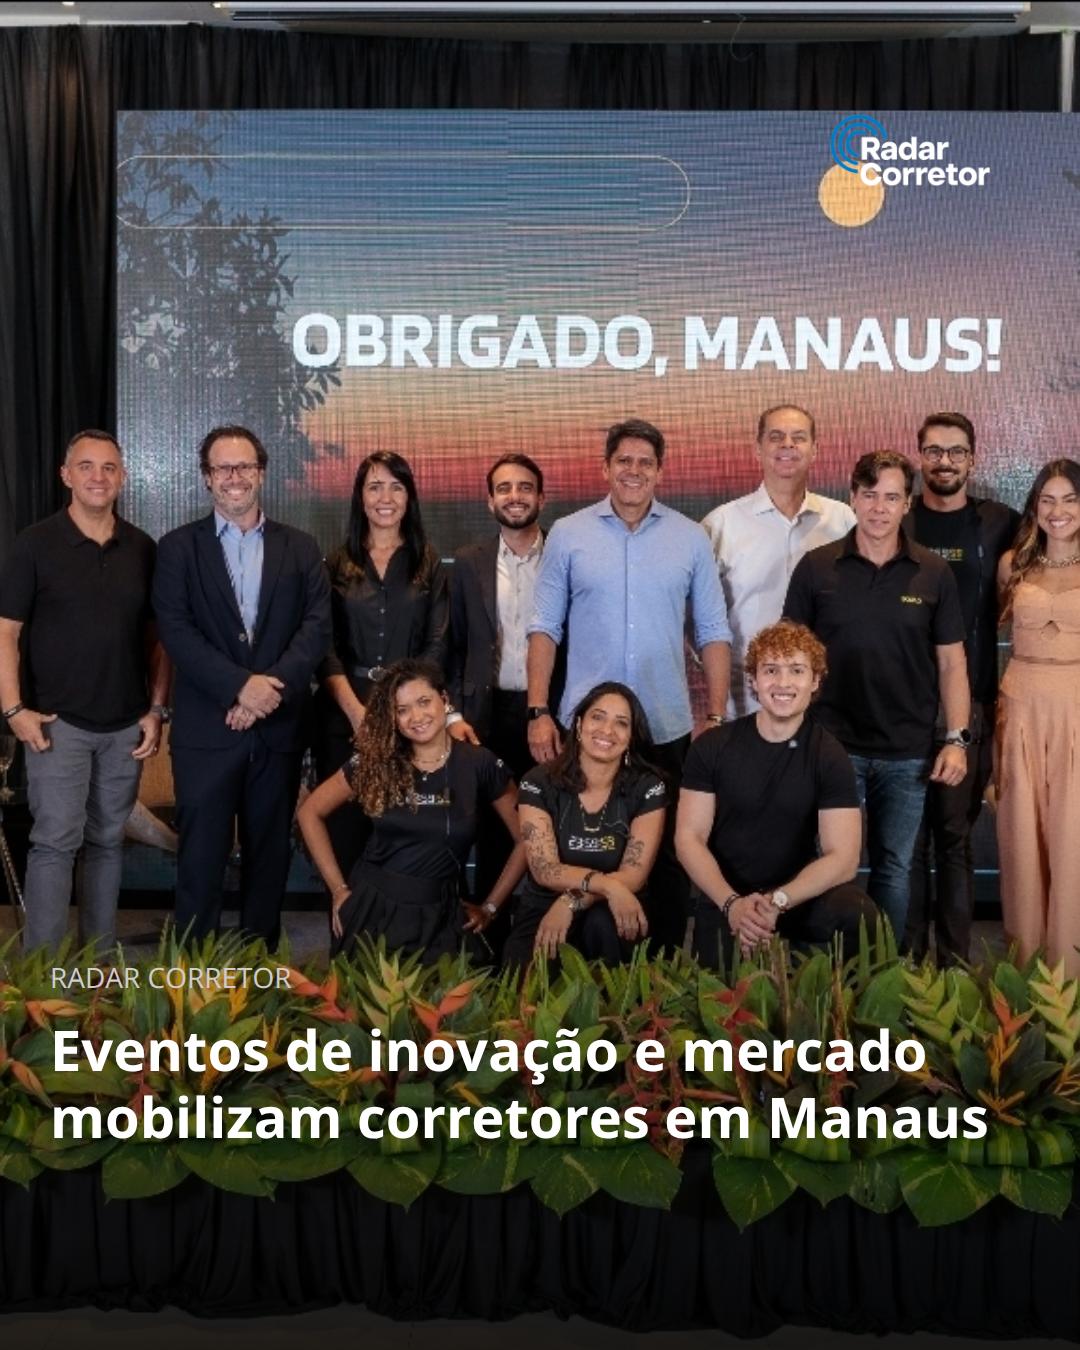 Radar
Corretor
OBRIGADO, MANAUS!
RADAR CORRETOR
Eventos de inovação e mercado
mobilizam corretores em Manaus